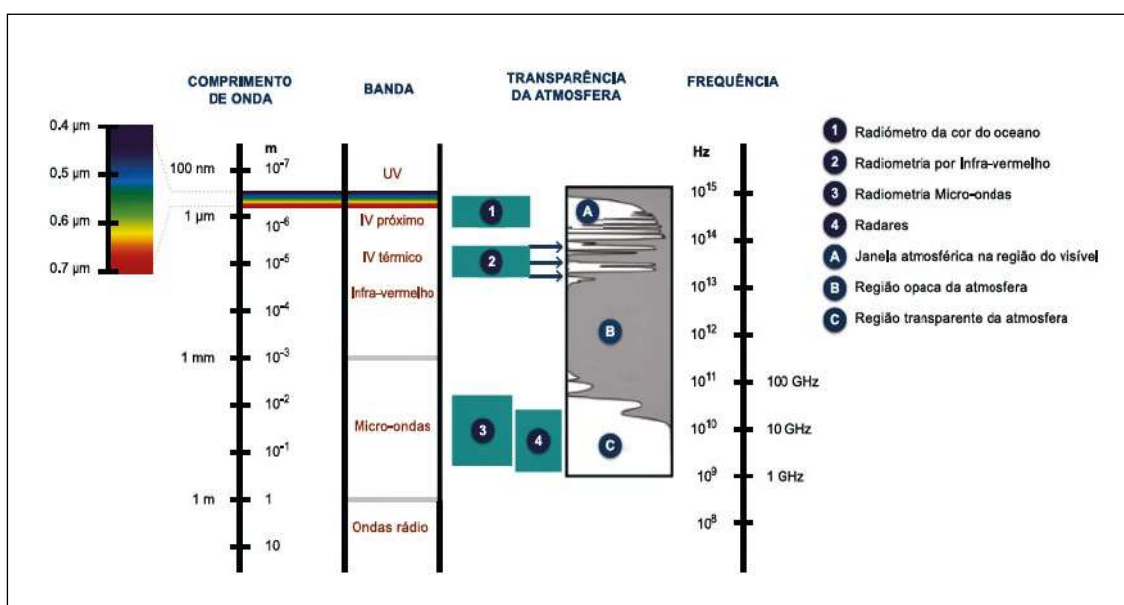 COMPRIMENTO
DE ONDA
BANDA
TRANSPARÊNCIA
DA ATMOSFERA
FREQUÊNCIA
0.4 µm
0.5 µm
0.6 µm
0.7 µm
m
100 nm
10⁻⁷
1 µm
10⁻⁶
10⁻⁵
10⁻⁴
1 mm
10⁻³
10⁻²
10⁻¹
1 m
1
10
UV
IV próximo
IV térmico
Infra-vermelho
Micro-ondas
Ondas rádio
1
2
3
4
A
B
C
Hz
10¹⁵
10¹⁴
10¹³
10¹²
10¹¹
100 GHz
10¹⁰
10 GHz
10⁹
1 GHz
10⁸
1 Radiómetro da cor do oceano
2 Radiometria por Infra-vermelho
3 Radiometria Micro-ondas
4 Radares
A Janela atmosférica na região do visível
B Região opaca da atmosfera
C Região transparente da atmosfera